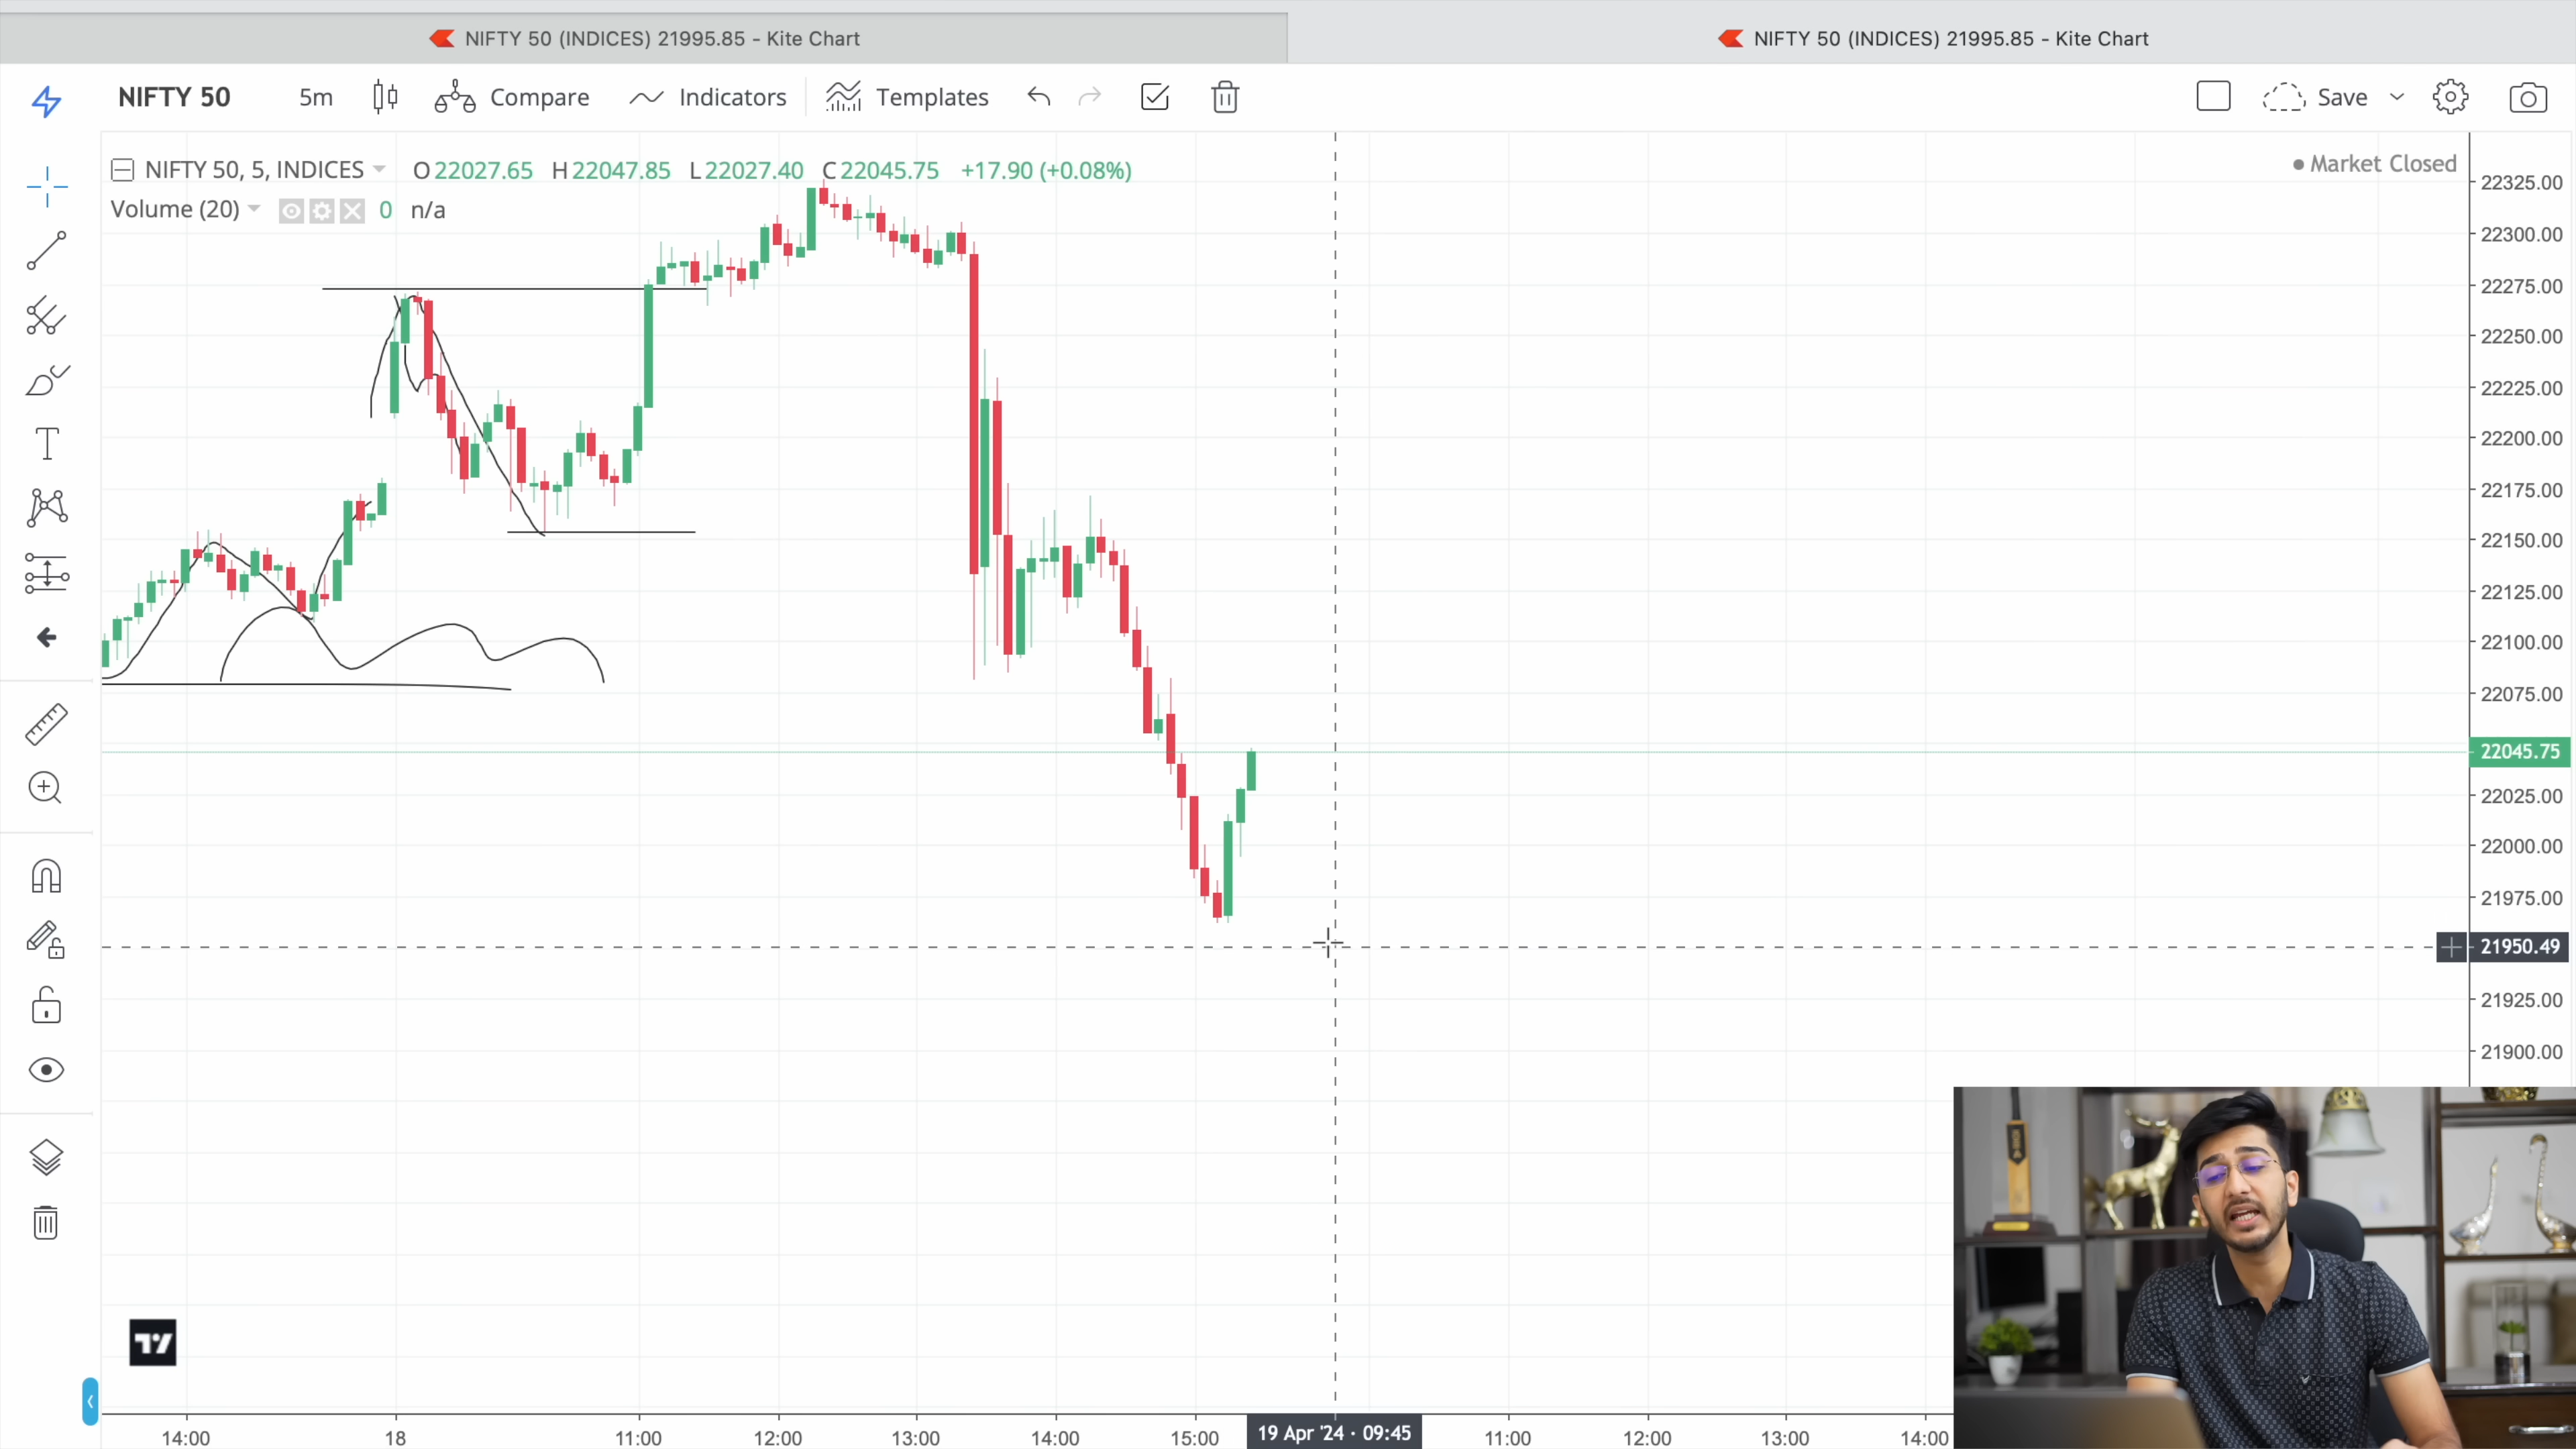 NIFTY 50 (INDICES) 21995.85 - Kite Chart
NIFTY 50 (INDICES) 21995.85 - Kite Chart
NIFTY 50 5m Compare Indicators Templates Save
NIFTY 50, 5, INDICES O22027.65 H22047.85 L22027.40 C22045.75 +17.90 (+0.08%)
Market Closed
Volume (20) 0 n/a
22325.00
22300.00
22275.00
22250.00
22225.00
22200.00
22175.00
22150.00
22125.00
22100.00
22075.00
22045.75
22025.00
22000.00
21975.00
21950.49
21925.00
21900.00
14:00 18 11:00 12:00 13:00 14:00 15:00 19 Apr '24 · 09:45 11:00 12:00 13:00 14:00